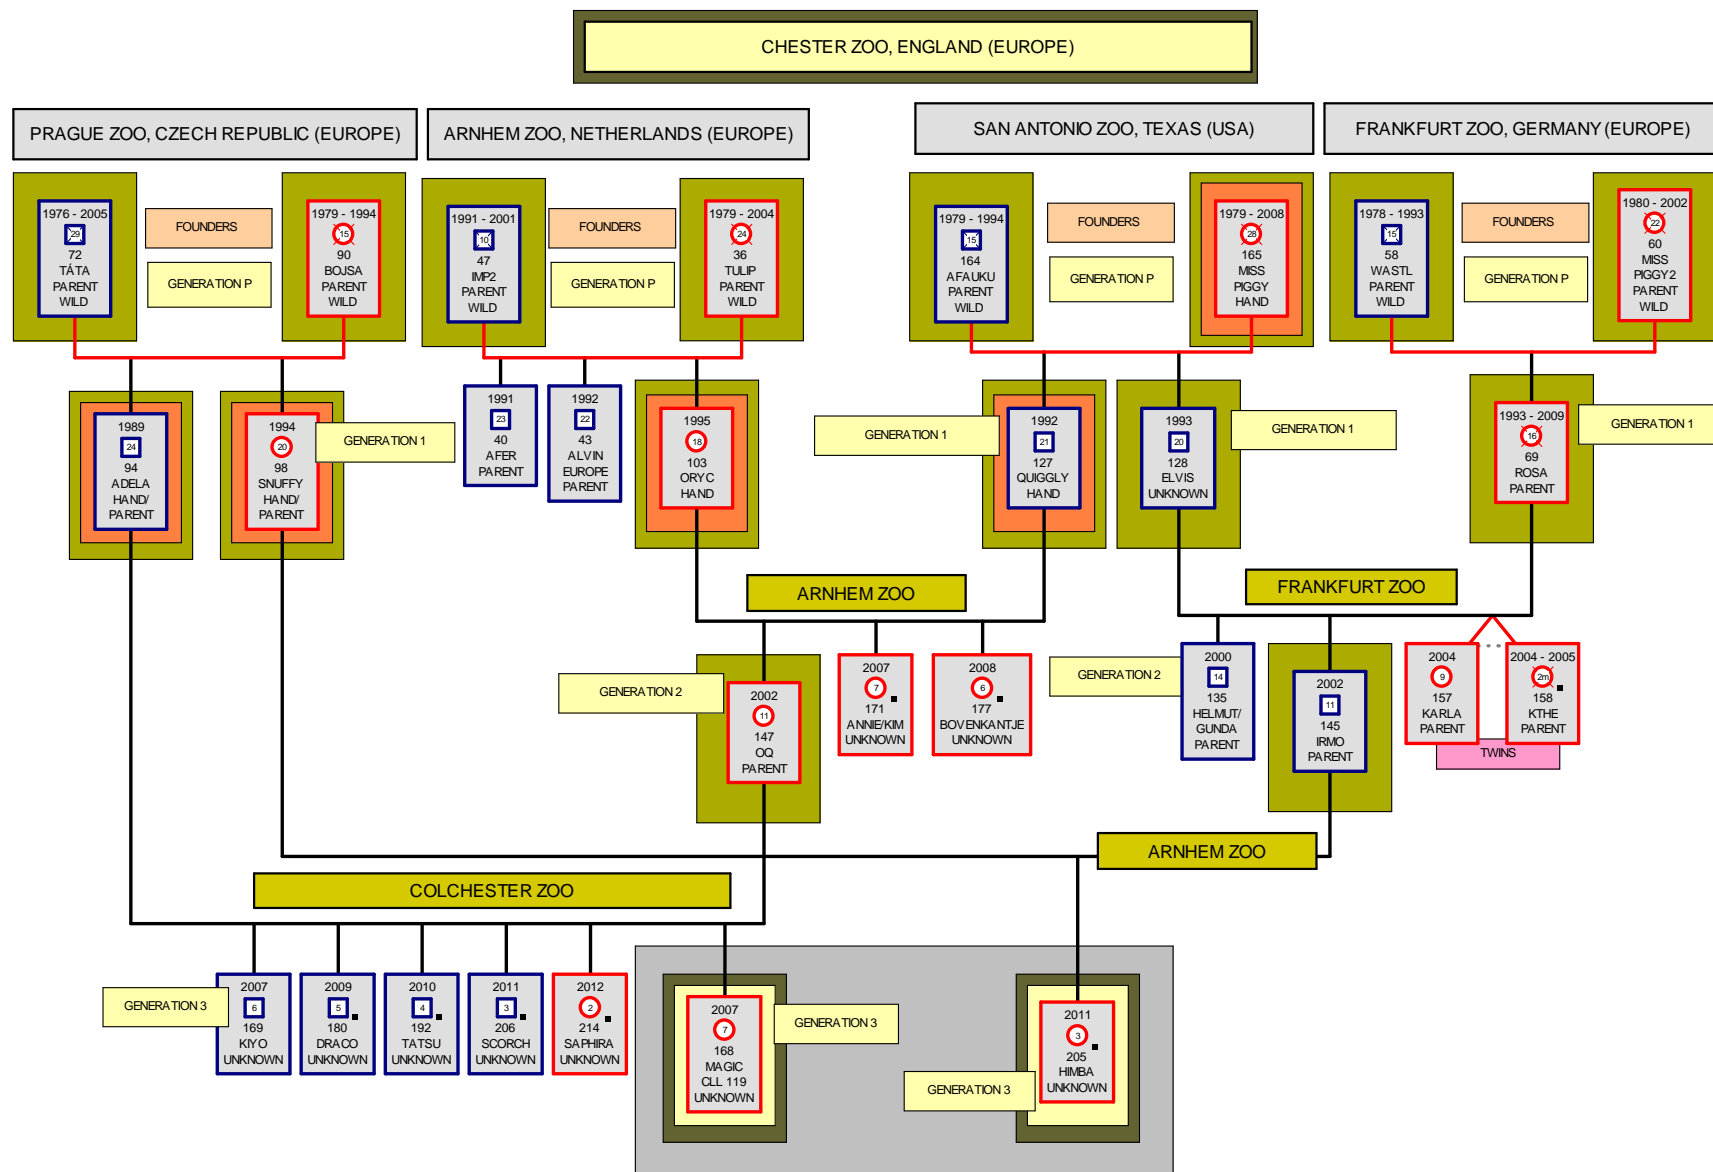 CHESTER ZOO, ENGLAND (EUROPE)
PRAGUE ZOO, CZECH REPUBLIC (EUROPE)
ARNHEM ZOO, NETHERLANDS (EUROPE)
SAN ANTONIO ZOO, TEXAS (USA)
FRANKFURT ZOO, GERMANY (EUROPE)
1976 - 2005
29
72
TÁTA
PARENT
WILD
FOUNDERS
GENERATION P
1979 - 1994
15
90
BOJSA
PARENT
WILD
1991 - 2001
10
47
IMP2
PARENT
WILD
FOUNDERS
GENERATION P
1979 - 2004
24
36
TULIP
PARENT
WILD
1979 - 1994
15
164
AFAUKU
PARENT
WILD
FOUNDERS
GENERATION P
1979 - 2008
28
165
MISS
PIGGY
HAND
1978 - 1993
15
58
WASTL
PARENT
WILD
FOUNDERS
GENERATION P
1980 - 2002
22
60
MISS
PIGGY2
PARENT
WILD
1989
24
94
ADELA
HAND/
PARENT
1994
20
98
SNUFFY
HAND/
PARENT
GENERATION 1
1991
23
40
AFER
PARENT
1992
22
43
ALVIN
EUROPE
PARENT
1995
18
103
ORYC
HAND
GENERATION 1
1992
21
127
QUIGGLY
HAND
1993
20
128
ELVIS
UNKNOWN
GENERATION 1
1993 - 2009
16
69
ROSA
PARENT
GENERATION 1
ARNHEM ZOO
FRANKFURT ZOO
GENERATION 2
2002
11
147
OQ
PARENT
2007
7
171
ANNIE/KIM
UNKNOWN
2008
6
177
BOVENKANTJE
UNKNOWN
GENERATION 2
2000
14
135
HELMUT/
GUNDA
PARENT
2002
11
145
IRMO
PARENT
2004
9
157
KARLA
PARENT
2004 - 2005
2m
158
KTHE
PARENT
TWINS
ARNHEM ZOO
COLCHESTER ZOO
GENERATION 3
2007
6
169
KIYO
UNKNOWN
2009
5
180
DRACO
UNKNOWN
2010
4
192
TATSU
UNKNOWN
2011
3
206
SCORCH
UNKNOWN
2012
2
214
SAPHIRA
UNKNOWN
2007
7
168
MAGIC
CLL 119
UNKNOWN
GENERATION 3
2011
3
205
HIMBA
UNKNOWN
GENERATION 3